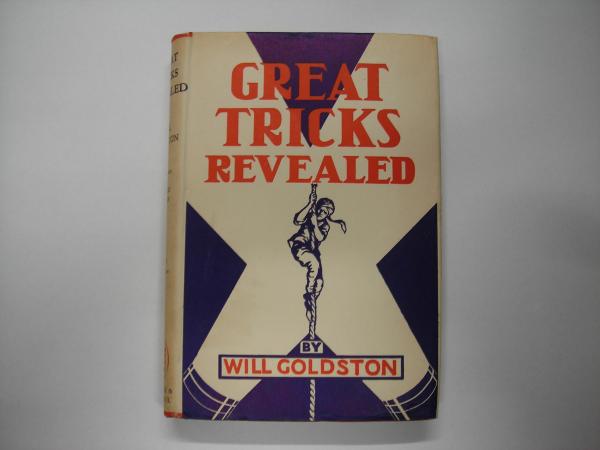 GREAT
TRICKS
REVEALED
BY
WILL GOLDSTON